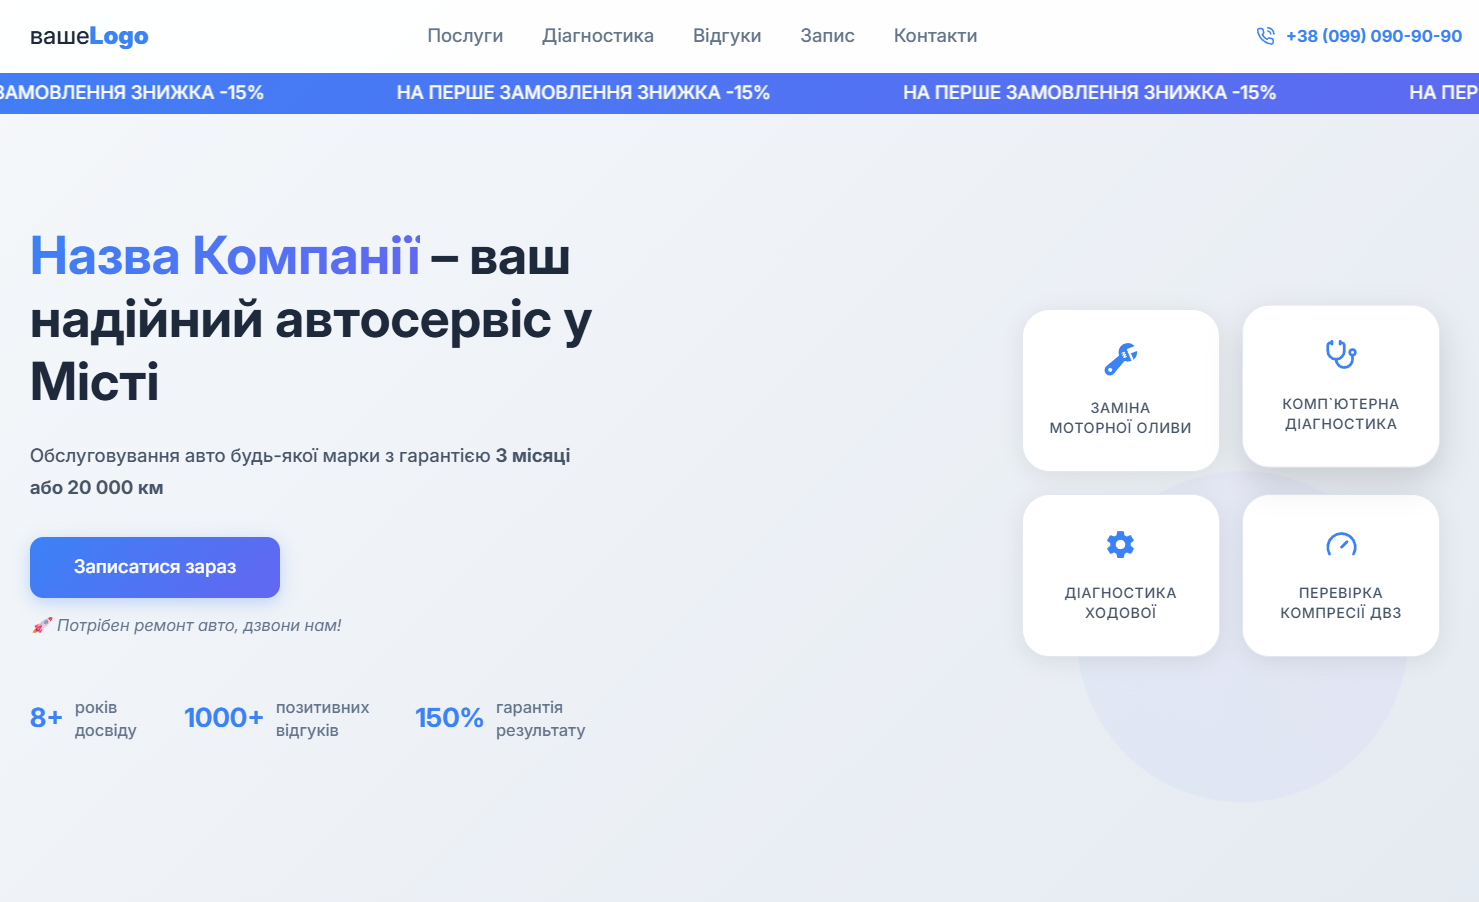 вашеLogo
Послуги
Діагностика
Відгуки
Запис
Контакти
+38 (099) 090-90-90
ЗАМОВЛЕННЯ ЗНИЖКА -15%
НА ПЕРШЕ ЗАМОВЛЕННЯ ЗНИЖКА -15%
НА ПЕРШЕ ЗАМОВЛЕННЯ ЗНИЖКА -15%
НА ПЕР
Назва Компанії – ваш
надійний автосервіс у
Місті
Обслуговування авто будь-якої марки з гарантією 3 місяці
або 20 000 км
Записатися зараз
🚀 Потрібен ремонт авто, дзвони нам!
8+
років
досвіду
1000+
позитивних
відгуків
150%
гарантія
результату
ЗАМІНА
МОТОРНОЇ ОЛИВИ
КОМП`ЮТЕРНА
ДІАГНОСТИКА
ДІАГНОСТИКА
ХОДОВОЇ
ПЕРЕВІРКА
КОМПРЕСІЇ ДВЗ